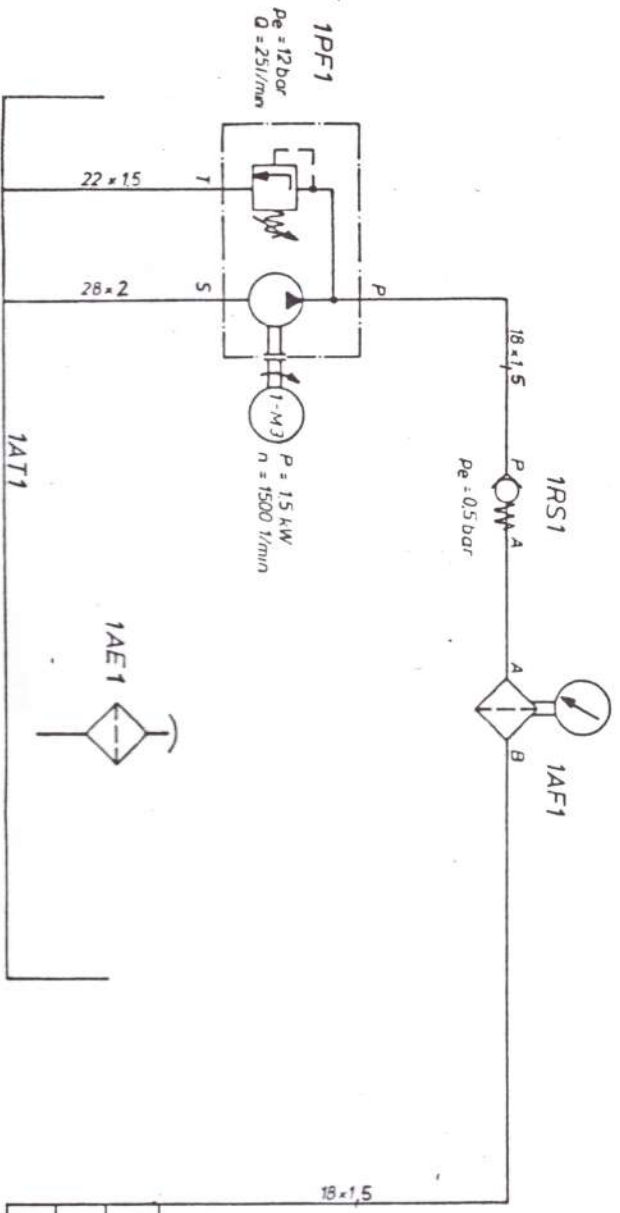 1PF1
Pe = 12 bar
Q = 25 l/min
22 × 1.5
T
28 × 2
S
P
1-M3
P = 1.5 kW
n = 1500 1/min
18 × 1,5
1RS1
P
A
Pe = 0,5 bar
1AF1
A
B
1AE1
1AT1
18 × 1,5